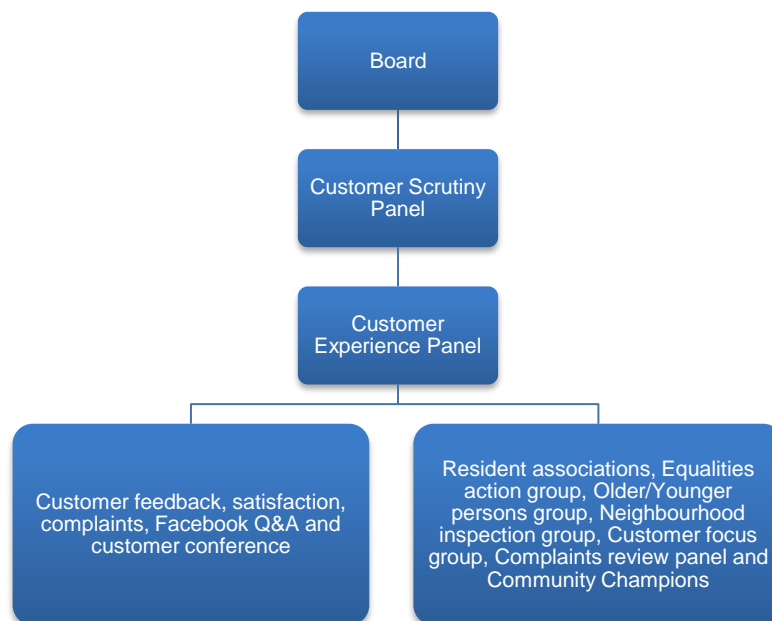 Board
Customer Scrutiny
Panel
Customer
Experience Panel
Customer feedback, satisfaction,
complaints, Facebook Q&A and
customer conference
Resident associations, Equalities
action group, Older/Younger
persons group, Neighbourhood
inspection group, Customer focus
group, Complaints review panel and
Community Champions